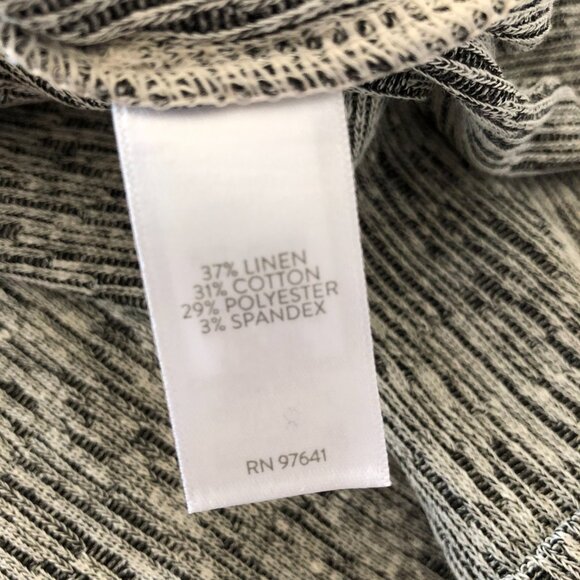 37% LINEN
31% COTTON
29% POLYESTER
3% SPANDEX
RN 97641